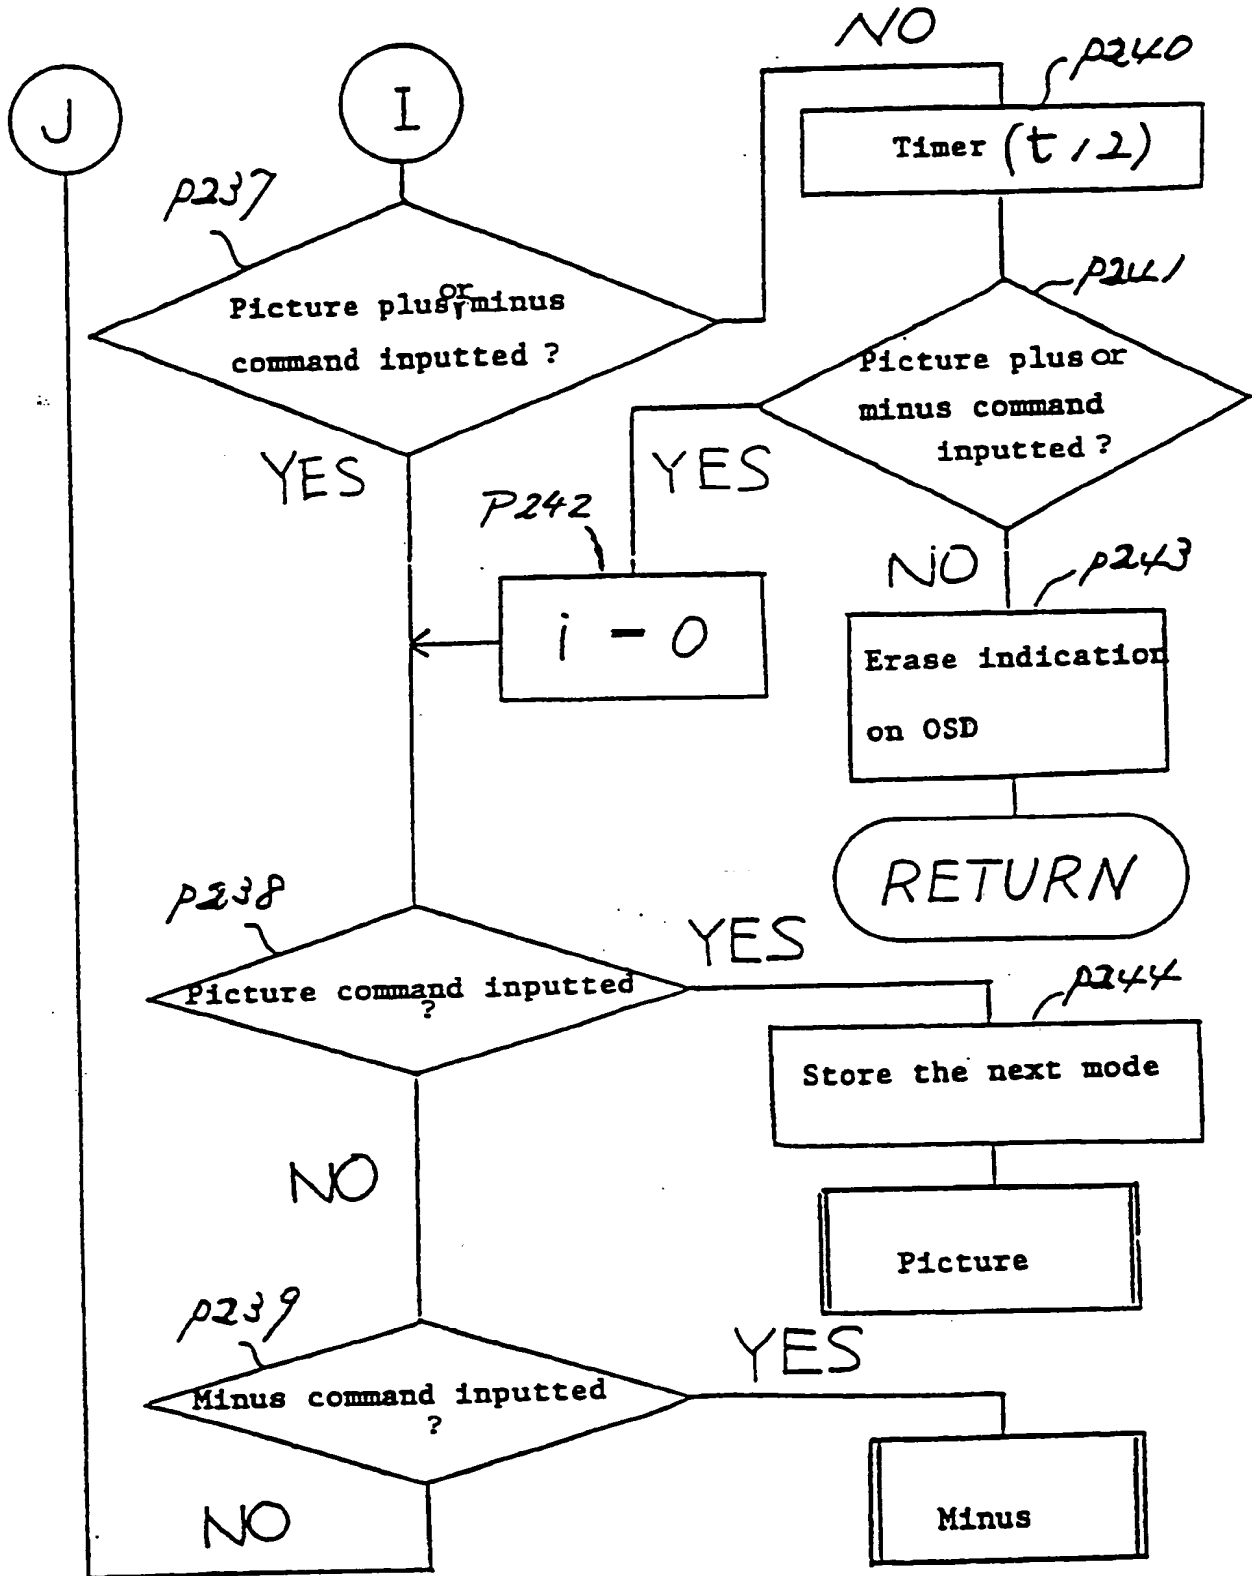 NO
p240
J
I
Timer (t, 2)
p237
p241
Picture plus or minus
command inputted ?
Picture plus or
minus command
inputted ?
YES
YES
P242
NO
p243
i - 0
Erase indication
on OSD
RETURN
p238
YES
p244
Picture command inputted
?
Store the next mode
NO
Picture
p239
YES
Minus command inputted
?
NO
Minus